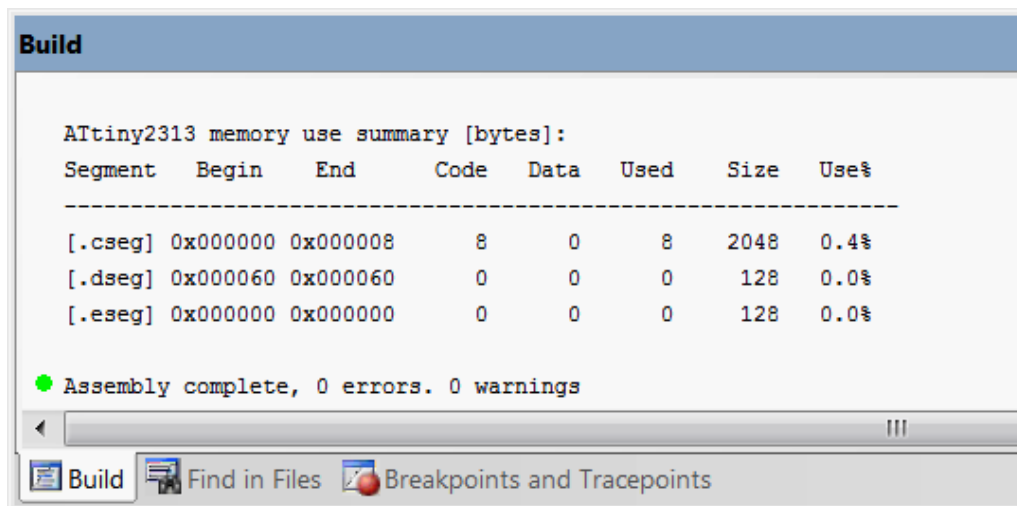 Build
ATtiny2313 memory use summary [bytes]:
Segment   Begin    End      Code   Data   Used    Size   Use%
---------------------------------------------------------------
[.cseg] 0x000000 0x000008      8      0      8    2048   0.4%
[.dseg] 0x000060 0x000060      0      0      0     128   0.0%
[.eseg] 0x000000 0x000000      0      0      0     128   0.0%
Assembly complete, 0 errors. 0 warnings
Build Find in Files Breakpoints and Tracepoints